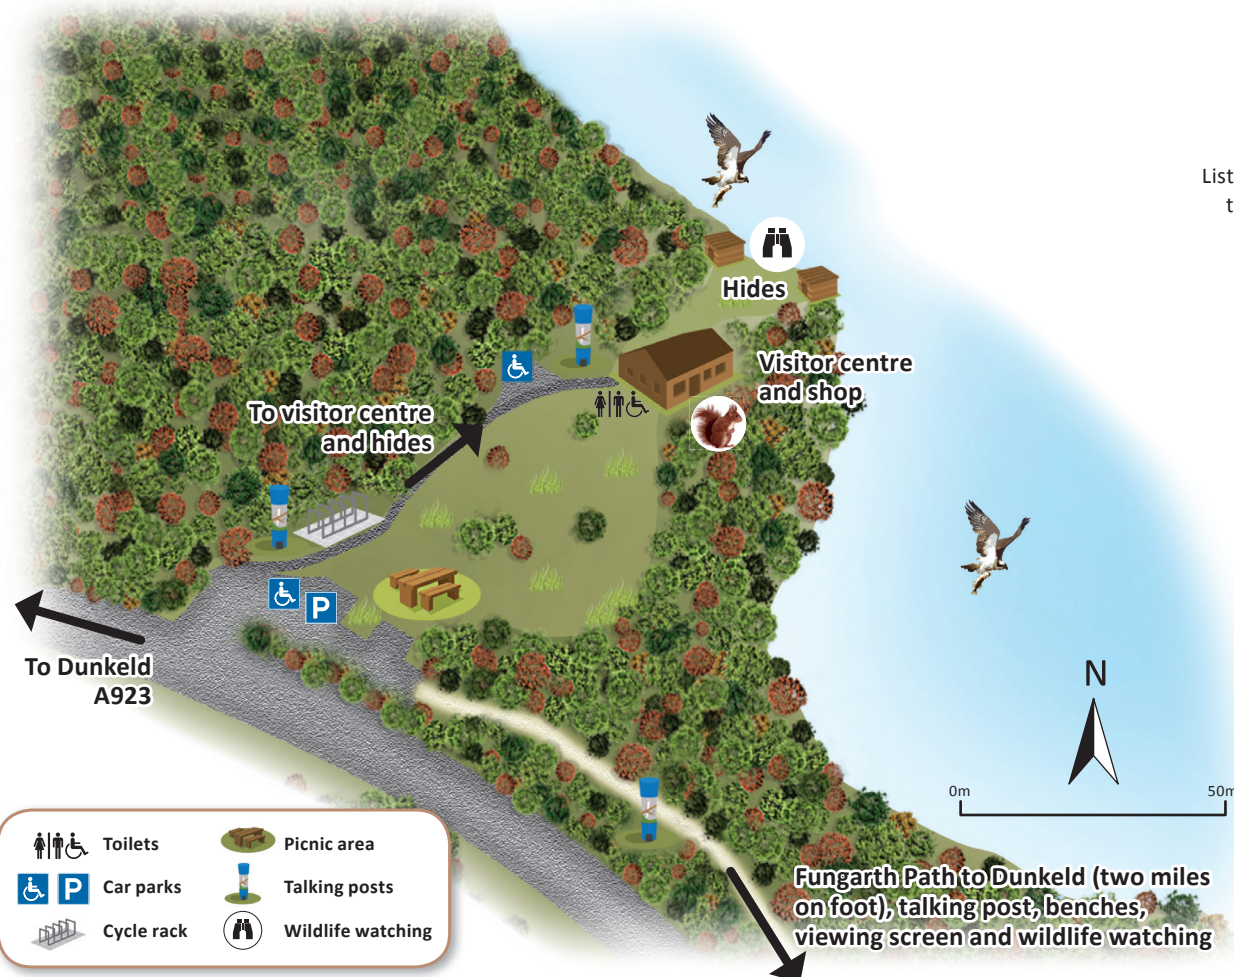 List
t
Hides
Visitor centre
and shop
To visitor centre
and hides
P
To Dunkeld
A923
N
0m
50m
Toilets
Picnic area
P
Car parks
Talking posts
Cycle rack
Wildlife watching
Fungarth Path to Dunkeld (two miles
on foot), talking post, benches,
viewing screen and wildlife watching